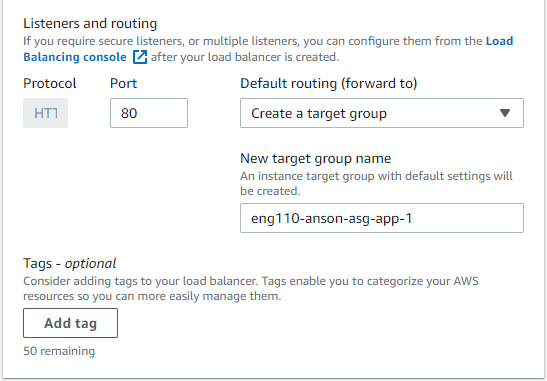 Listeners and routing
If you require secure listeners, or multiple listeners, you can configure them from the Load
Balancing console after your load balancer is created.
Protocol Port Default routing (forward to)
HTT 80 Create a target group
New target group name
An instance target group with default settings will
be created.
eng110-anson-asg-app-1
Tags - optional
Consider adding tags to your load balancer. Tags enable you to categorize your AWS
resources so you can more easily manage them.
Add tag
50 remaining